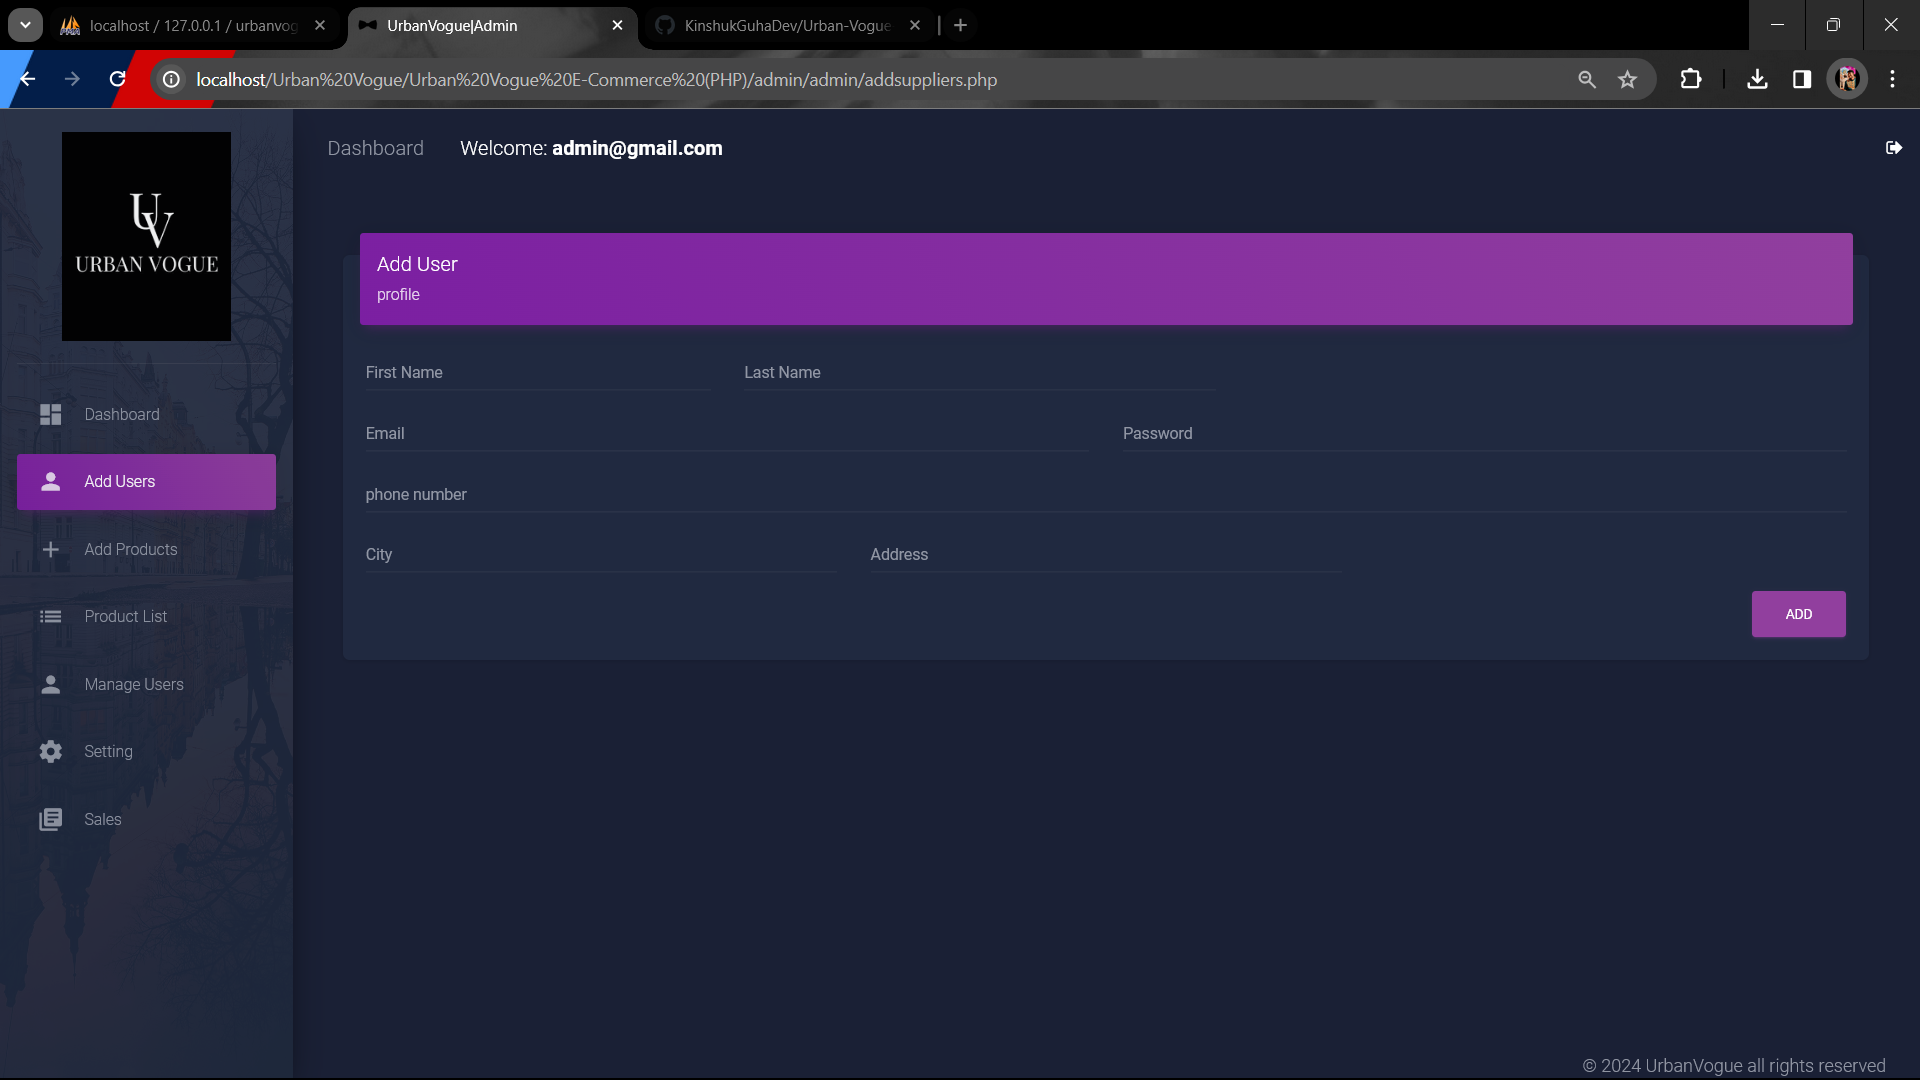 localhost / 127.0.0.1 / urbanvog
UrbanVogue|Admin
KinshukGuhaDev/Urban-Vogue
localhost/Urban%20Vogue/Urban%20Vogue%20E-Commerce%20(PHP)/admin/admin/addsuppliers.php
UV
URBAN VOGUE
Dashboard
Add Users
Add Products
Product List
Manage Users
Setting
Sales
Dashboard Welcome: admin@gmail.com
Add User
profile
First Name Last Name
Email Password
phone number
City Address
ADD
© 2024 UrbanVogue all rights reserved